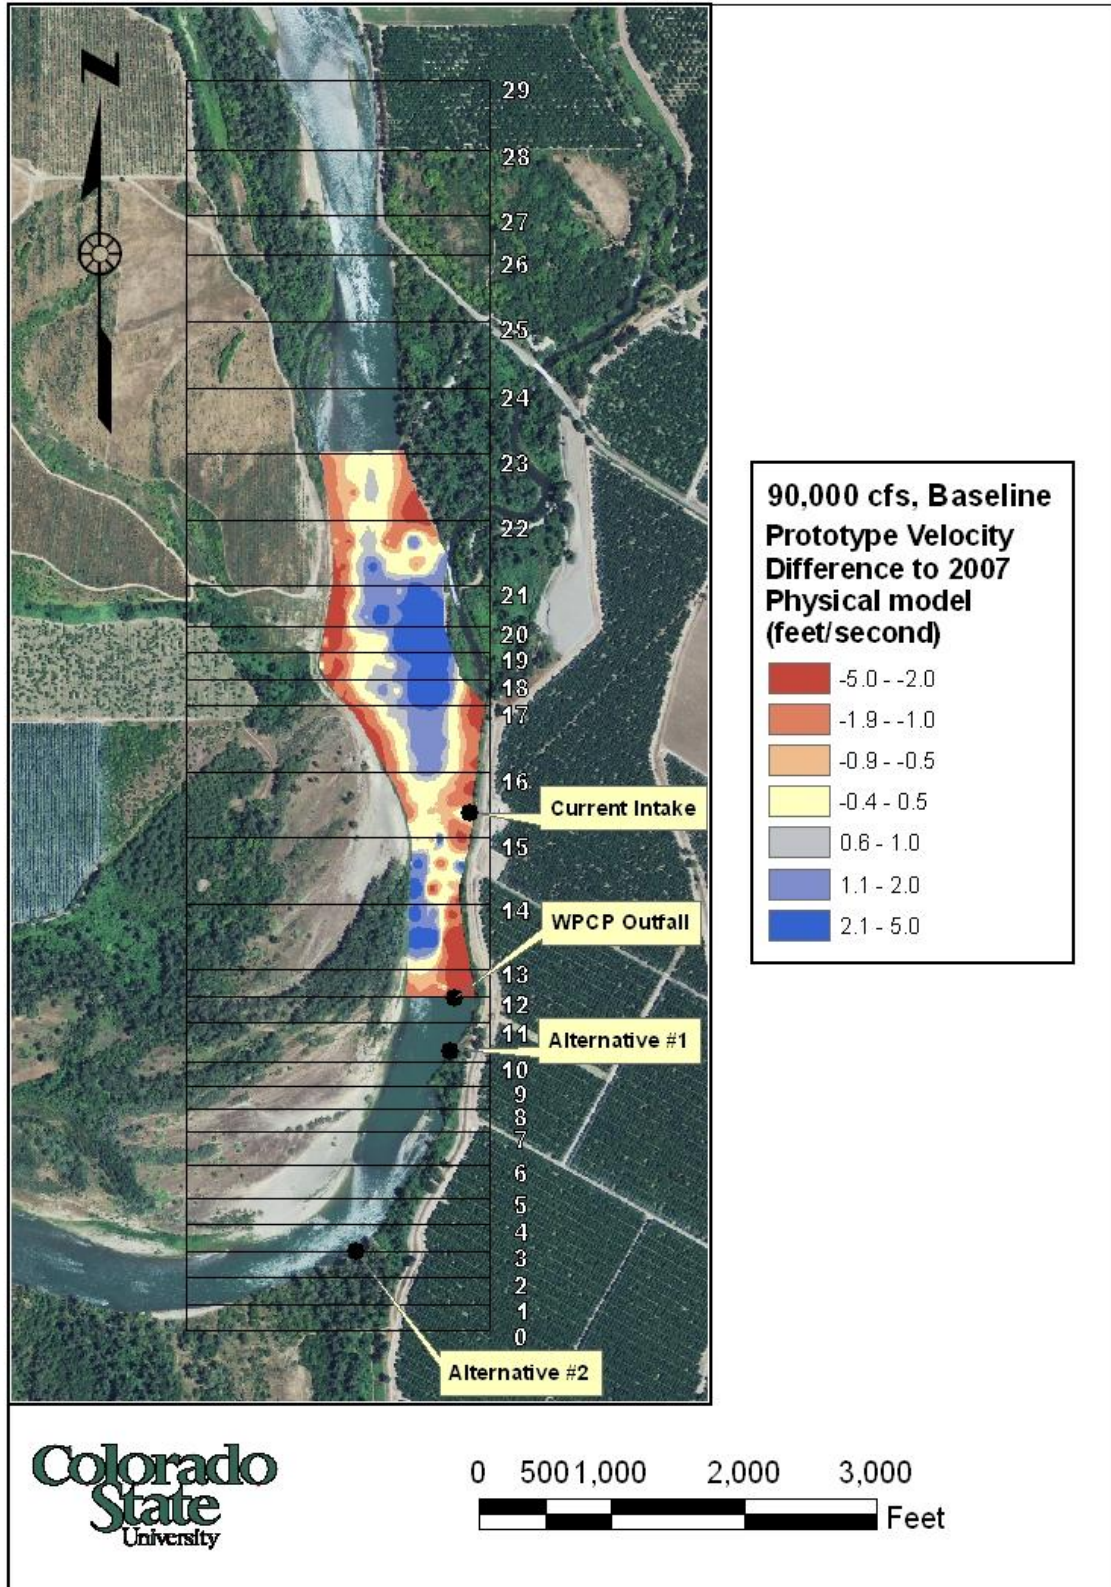 N
29
28
27
26
25
24
23
22
21
20
19
18
17
16
15
14
13
12
11
10
9
8
7
6
5
4
3
2
1
0
Current Intake
WPCP Outfall
Alternative #1
Alternative #2
90,000 cfs, Baseline
Prototype Velocity
Difference to 2007
Physical model
(feet/second)
-5.0 - -2.0
-1.9 - -1.0
-0.9 - -0.5
-0.4 - 0.5
0.6 - 1.0
1.1 - 2.0
2.1 - 5.0
Colorado
State
University
0 500 1,000 2,000 3,000
Feet